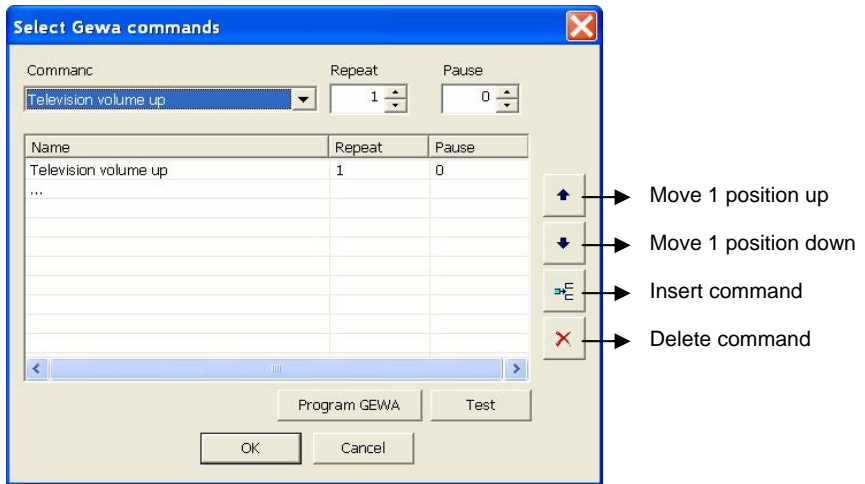 Select Gewa commands
Commanc Repeat Pause
Television volume up 1 0
Name Repeat Pause
Television volume up 1 0
...
Move 1 position up
Move 1 position down
Insert command
Delete command
Program GEWA Test
OK Cancel